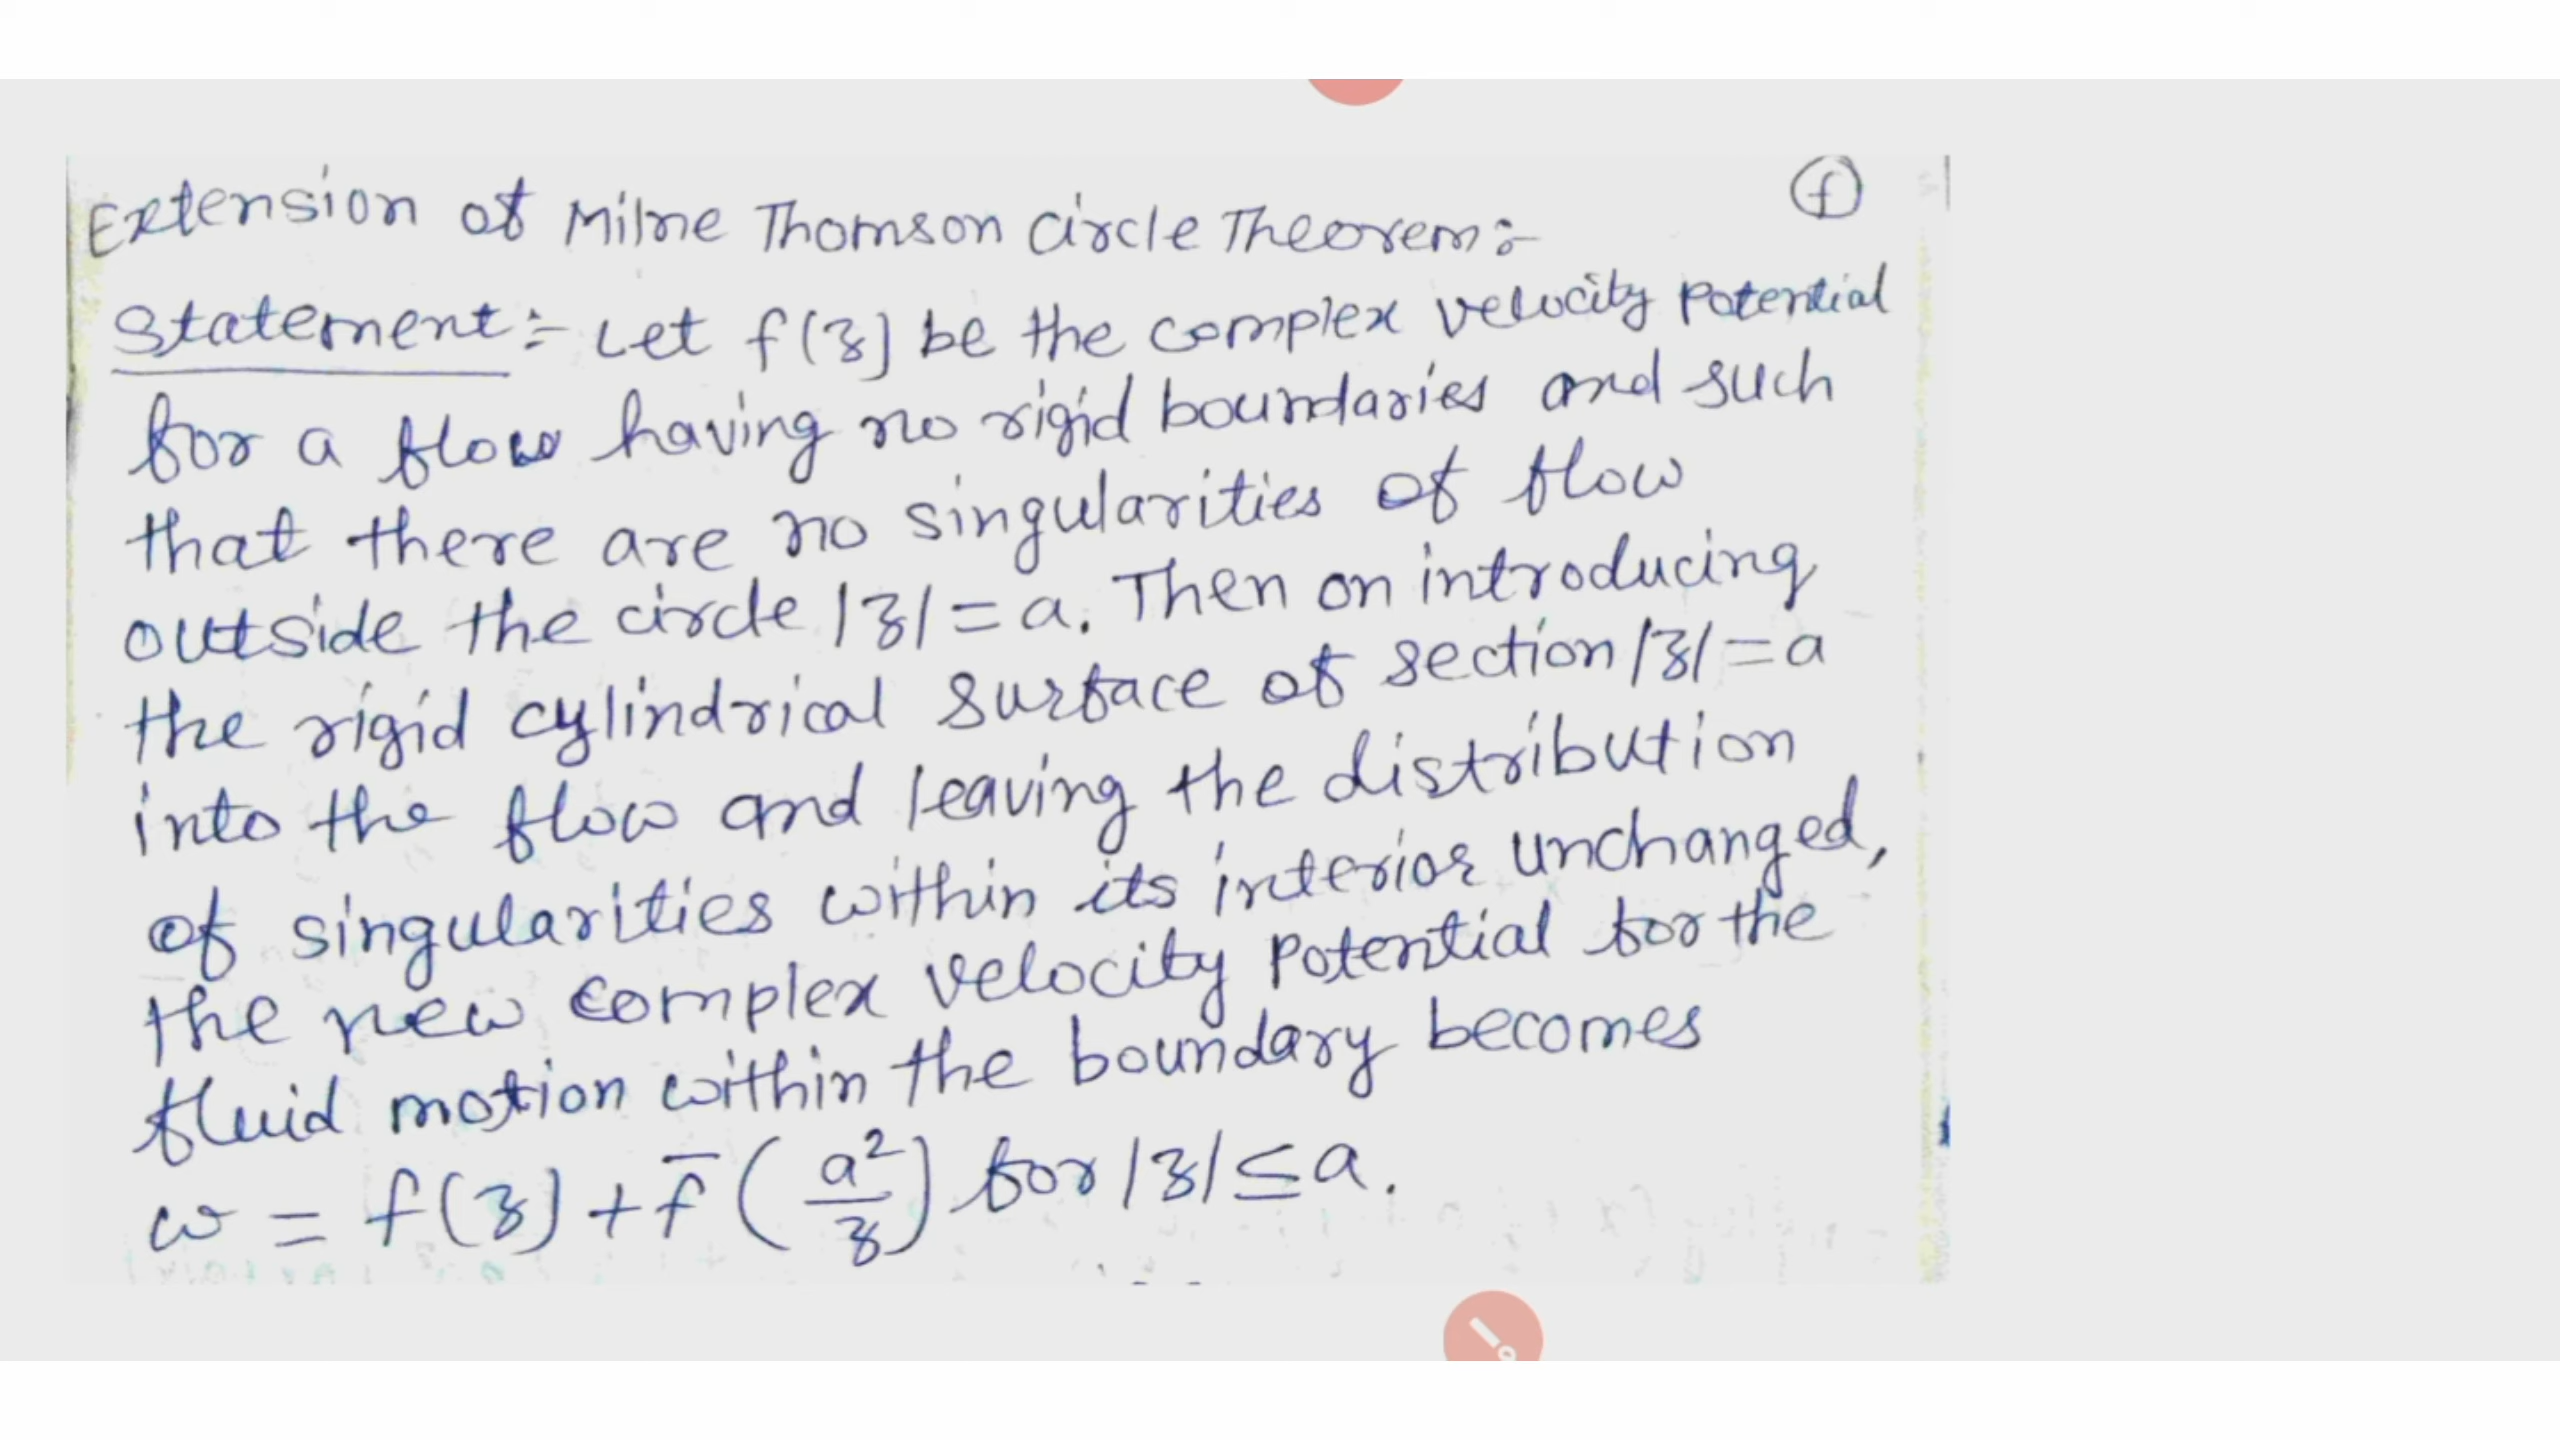 Extension of Milne Thomson Circle Theorem :-
f
Statement :- Let f(z) be the complex velocity potential
for a flow having no rigid boundaries and such
that there are no singularities of flow
outside the circle |z| = a. Then on introducing
the rigid cylindrical surface of section |z| = a
into the flow and leaving the distribution
of singularities within its interior unchanged,
the new complex velocity potential for the
fluid motion within the boundary becomes
w = f(z) + f̅ (a²/z) for |z| ≤ a.